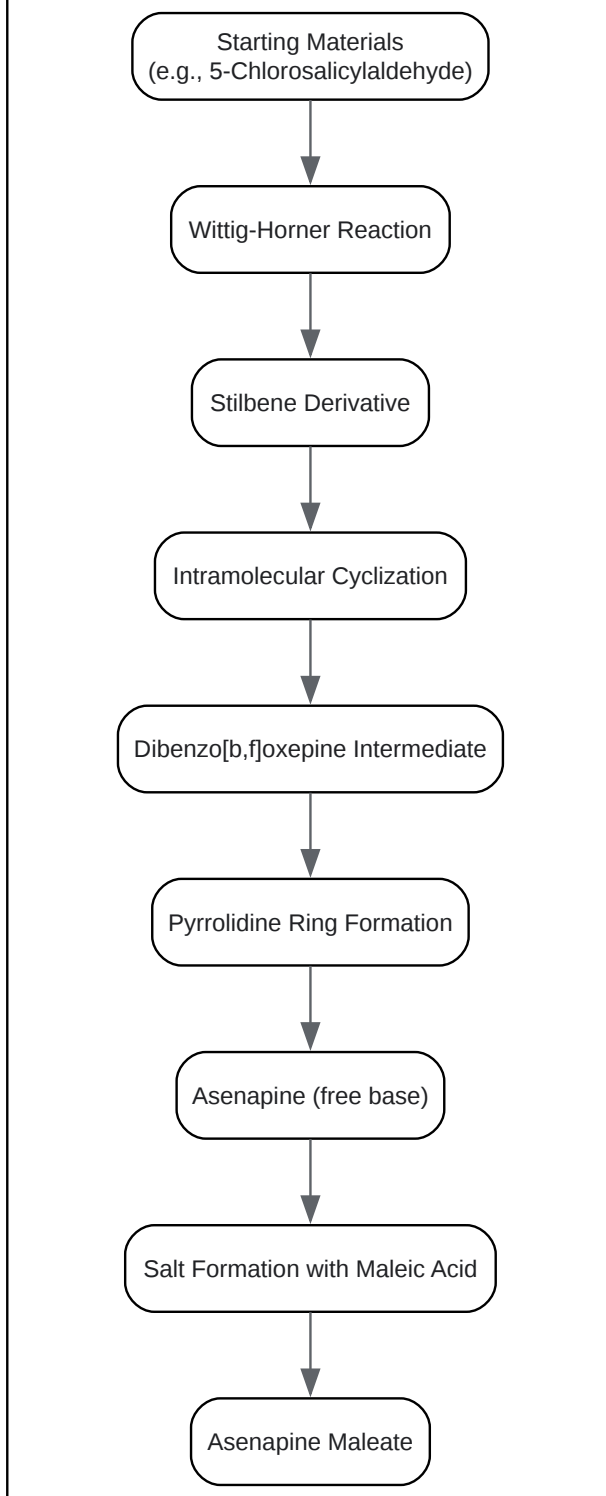 Starting Materials
(e.g., 5-Chlorosalicylaldehyde)
Wittig-Horner Reaction
Stilbene Derivative
Intramolecular Cyclization
Dibenzo[b,f]oxepine Intermediate
Pyrrolidine Ring Formation
Asenapine (free base)
Salt Formation with Maleic Acid
Asenapine Maleate